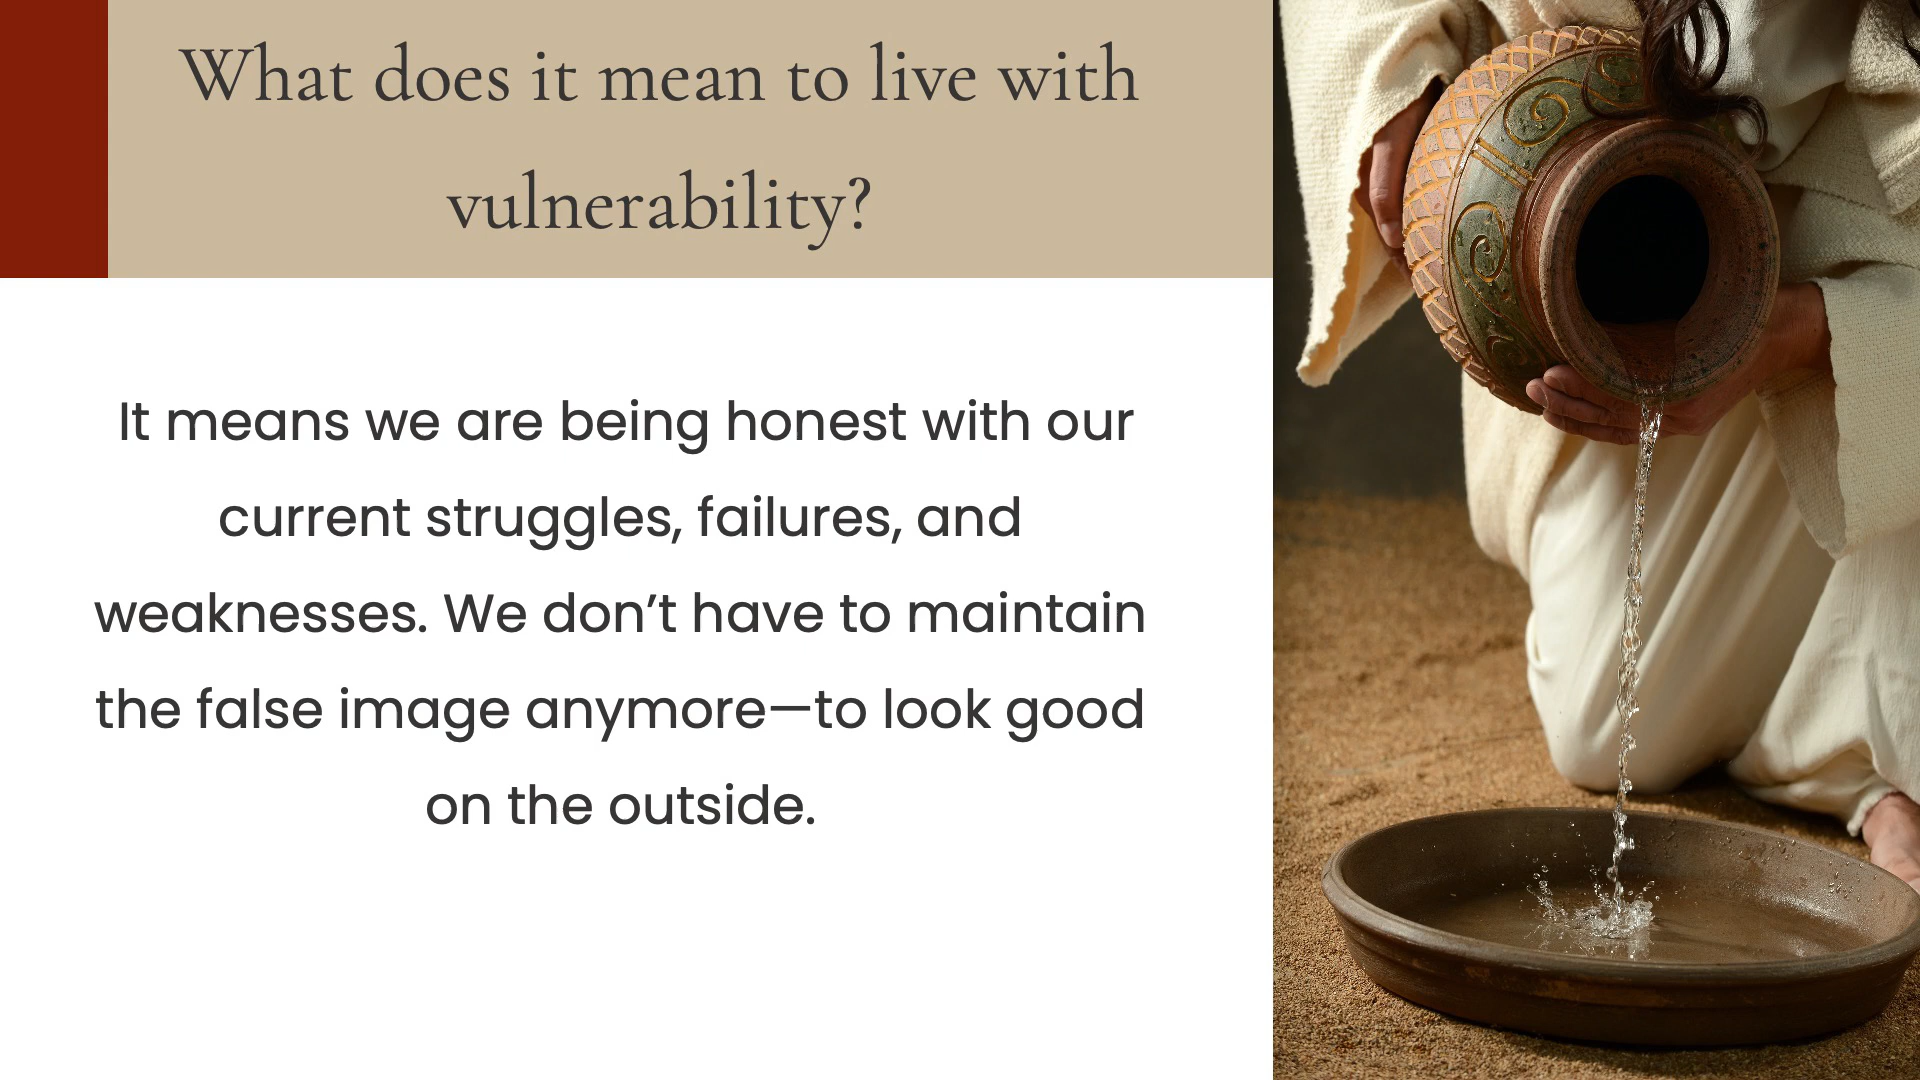 What does it mean to live with
vulnerability?
It means we are being honest with our
current struggles, failures, and
weaknesses. We don’t have to maintain
the false image anymore—to look good
on the outside.